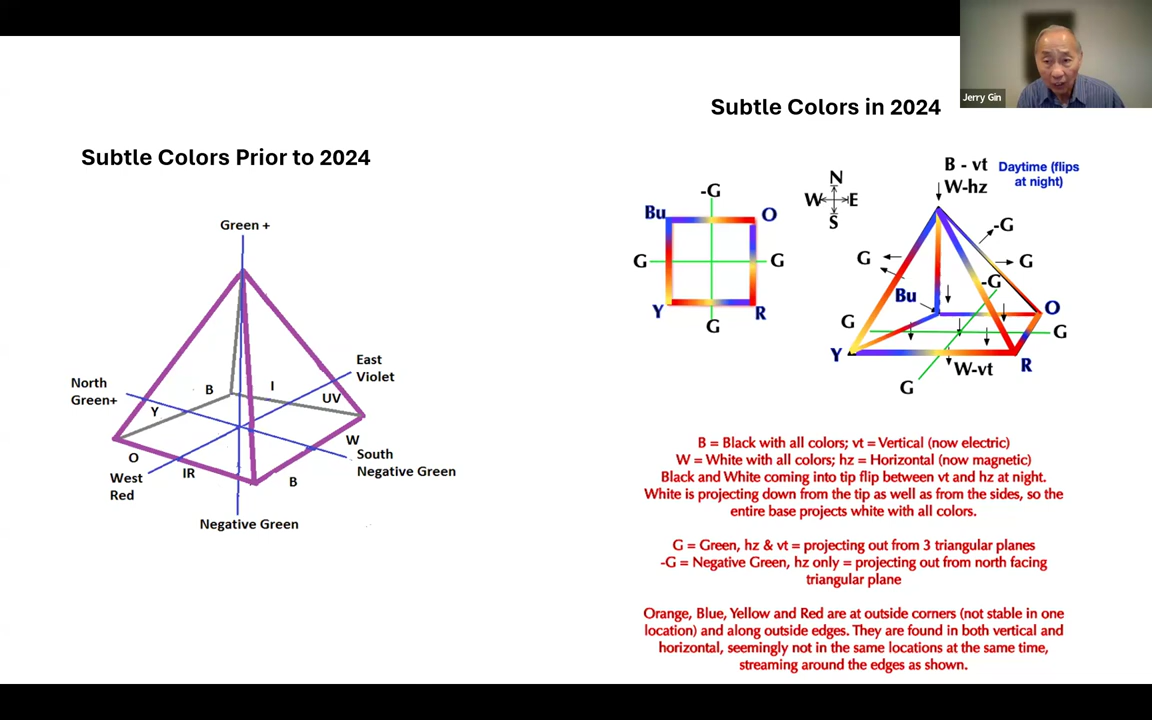 Jerry Gin
Subtle Colors in 2024
Subtle Colors Prior to 2024
Green +
North
Green+
Y
B
I
East
Violet
UV
W
South
Negative Green
O
West
Red
IR
B
Negative Green
-G
Bu
O
G
G
Y
R
G
N
W
E
S
B - vt
W-hz
Daytime (flips
at night)
-G
G
G
-G
Bu
O
G
G
Y
W-vt
R
G
B = Black with all colors; vt = Vertical (now electric)
W = White with all colors; hz = Horizontal (now magnetic)
Black and White coming into tip flip between vt and hz at night.
White is projecting down from the tip as well as from the sides, so the
entire base projects white with all colors.
G = Green, hz & vt = projecting out from 3 triangular planes
-G = Negative Green, hz only = projecting out from north facing
triangular plane
Orange, Blue, Yellow and Red are at outside corners (not stable in one
location) and along outside edges. They are found in both vertical and
horizontal, seemingly not in the same locations at the same time,
streaming around the edges as shown.